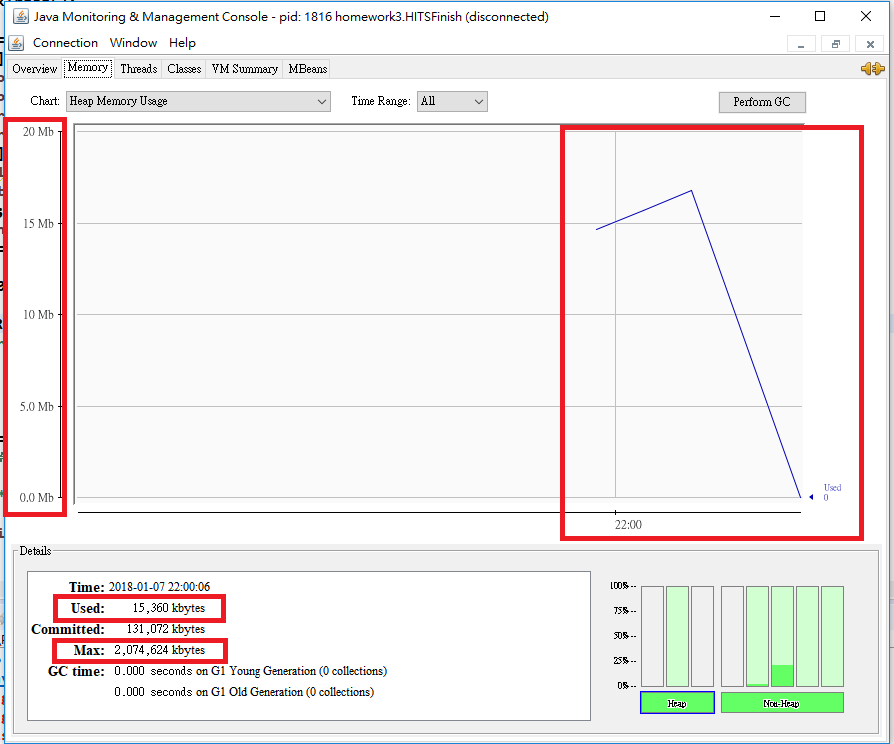 Java Monitoring & Management Console - pid: 1816 homework3.HITSFinish (disconnected)
Connection Window Help
Overview Memory Threads Classes VM Summary MBeans
Chart: Heap Memory Usage Time Range: All Perform GC
20 Mb
15 Mb
10 Mb
5.0 Mb
0.0 Mb
Used
0
22:00
Details
Time: 2018-01-07 22:00:06
Used: 15,360 kbytes
Committed: 131,072 kbytes
Max: 2,074,624 kbytes
GC time: 0.000 seconds on G1 Young Generation (0 collections)
0.000 seconds on G1 Old Generation (0 collections)
100% --
75% --
50% --
25% --
0% --
Heap Non-Heap